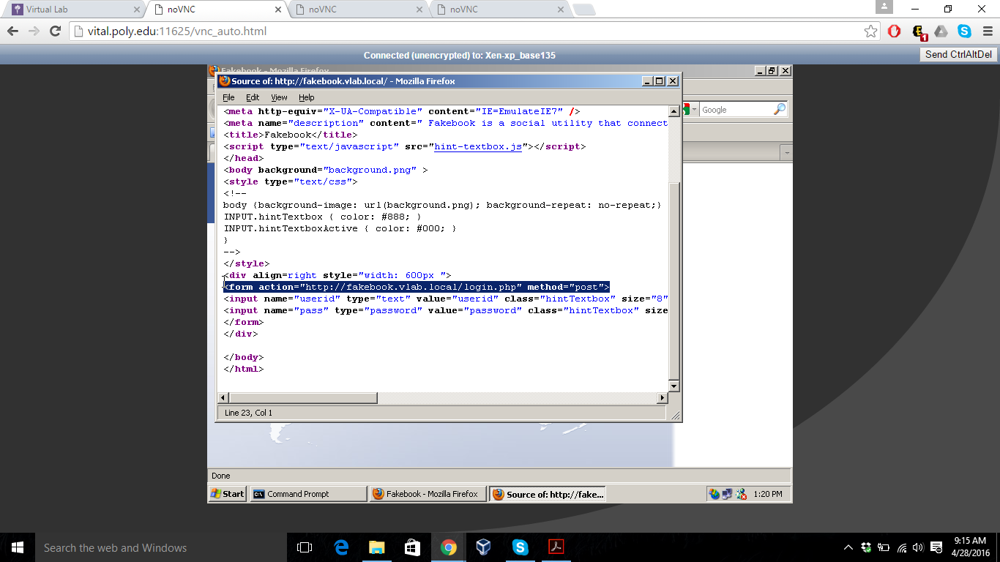 Virtual Lab
noVNC
noVNC
noVNC
vital.poly.edu:11625/vnc_auto.html
1
Connected (unencrypted) to: Xen-xp_base135
Send CtrlAltDel
Fakebook - Mozilla Firefox
Source of: http://fakebook.vlab.local/ - Mozilla Firefox
File Edit View Help
Google
<meta http-equiv="X-UA-Compatible" content="IE=EmulateIE7" />
<meta name="description" content=" Fakebook is a social utility that connect
<title>Fakebook</title>
<script type="text/javascript" src="hint-textbox.js"></script>
</head>
<body background="background.png" >
<style type="text/css">
<!--
body {background-image: url(background.png); background-repeat: no-repeat;}
INPUT.hintTextbox { color: #888; }
INPUT.hintTextboxActive { color: #000; }
}
-->
</style>
<div align=right style="width: 600px ">
<form action="http://fakebook.vlab.local/login.php" method="post">
<input name="userid" type="text" value="userid" class="hintTextbox" size="8"
<input name="pass" type="password" value="password" class="hintTextbox" size
</form>
</div>
</body>
</html>
Line 23, Col 1
Done
Start
Command Prompt
Fakebook - Mozilla Firefox
Source of: http://fake...
1:20 PM
Search the web and Windows
9:15 AM
4/28/2016